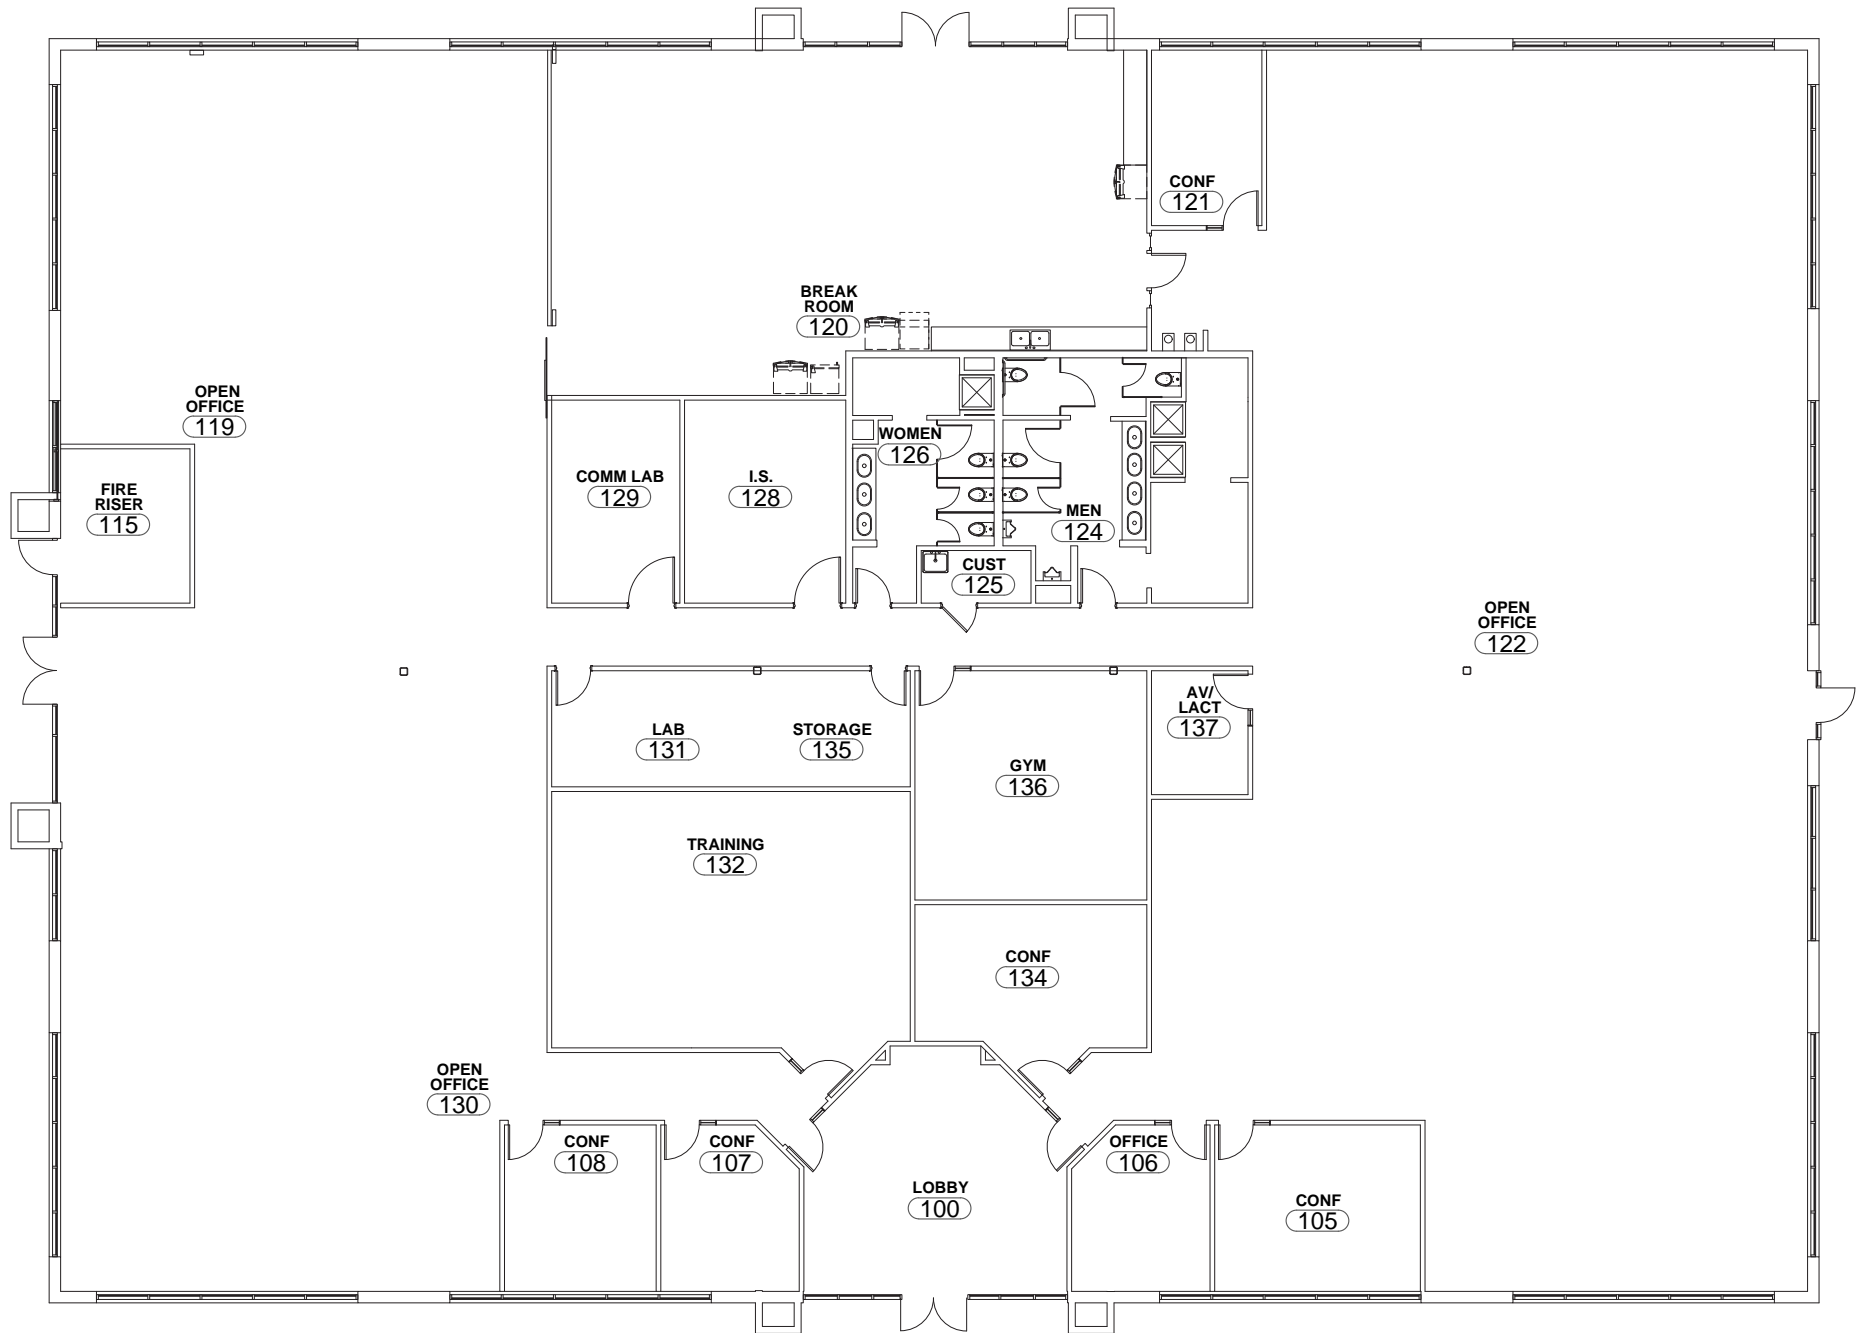 CONF
121
BREAK
ROOM
120
OPEN
OFFICE
119
WOMEN
126
FIRE
RISER
115
COMM LAB
129
I.S.
128
MEN
124
CUST
125
OPEN
OFFICE
122
LAB
131
STORAGE
135
AV/
LACT
137
GYM
136
TRAINING
132
CONF
134
OPEN
OFFICE
130
CONF
108
CONF
107
OFFICE
106
LOBBY
100
CONF
105